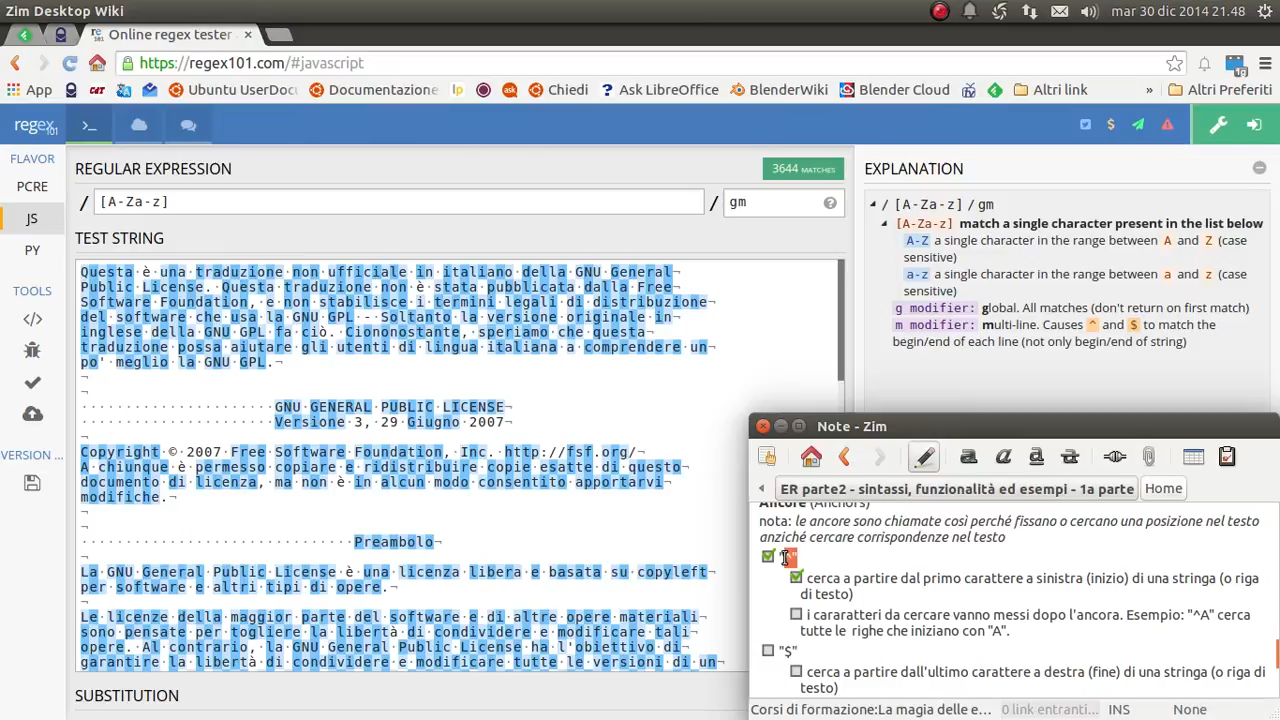 Zim Desktop Wiki
mar 30 dic 2014 21.48
Online regex tester
https://regex101.com/#javascript
App
Ubuntu UserDocu
Documentazione
lp
ask
Chiedi
Ask LibreOffice
BlenderWiki
Blender Cloud
Altri link
»
Altri Preferiti
regex101
FLAVOR
PCRE
JS
PY
TOOLS
VERSION ...
REGULAR EXPRESSION
3644 MATCHES
/ [A-Za-z] / gm
TEST STRING
Questa è una traduzione non ufficiale in italiano della GNU General
Public License. Questa traduzione non è stata pubblicata dalla Free
Software Foundation, e non stabilisce i termini legali di distribuzione
del software che usa la GNU GPL -- Soltanto la versione originale in
inglese della GNU GPL fa ciò. Ciononostante, speriamo che questa
traduzione possa aiutare gli utenti di lingua italiana a comprendere un
po' meglio la GNU GPL.
GNU GENERAL PUBLIC LICENSE
Versione 3, 29 Giugno 2007
Copyright © 2007 Free Software Foundation, Inc. http://fsf.org/
A chiunque è permesso copiare e ridistribuire copie esatte di questo
documento di licenza, ma non è in alcun modo consentito apportarvi
modifiche.
Preambolo
La GNU General Public License è una licenza libera e basata su copyleft
per software e altri tipi di opere.
Le licenze della maggior parte del software e di altre opere materiali
sono pensate per togliere la libertà di condividere e modificare tali
opere. Al contrario, la GNU General Public License ha l'obiettivo di
garantire la libertà di condividere e modificare tutte le versioni di un
SUBSTITUTION
EXPLANATION
/ [A-Za-z] / gm
[A-Za-z] match a single character present in the list below
A-Z a single character in the range between A and Z (case
sensitive)
a-z a single character in the range between a and z (case
sensitive)
g modifier: global. All matches (don't return on first match)
m modifier: multi-line. Causes ^ and $ to match the
begin/end of each line (not only begin/end of string)
Note - Zim
ER parte2 - sintassi, funzionalità ed esempi - 1a parte
Home
Ancore (Anchors)
nota: le ancore sono chiamate così perché fissano o cercano una posizione nel testo
anziché cercare corrispondenze nel testo
"^"
cerca a partire dal primo carattere a sinistra (inizio) di una stringa (o riga
di testo)
i cararatteri da cercare vanno messi dopo l'ancora. Esempio: "^A" cerca
tutte le righe che iniziano con "A".
"$"
cerca a partire dall'ultimo carattere a destra (fine) di una stringa (o riga di
testo)
Corsi di formazione:La magia delle e...
0 link entranti...
INS
None